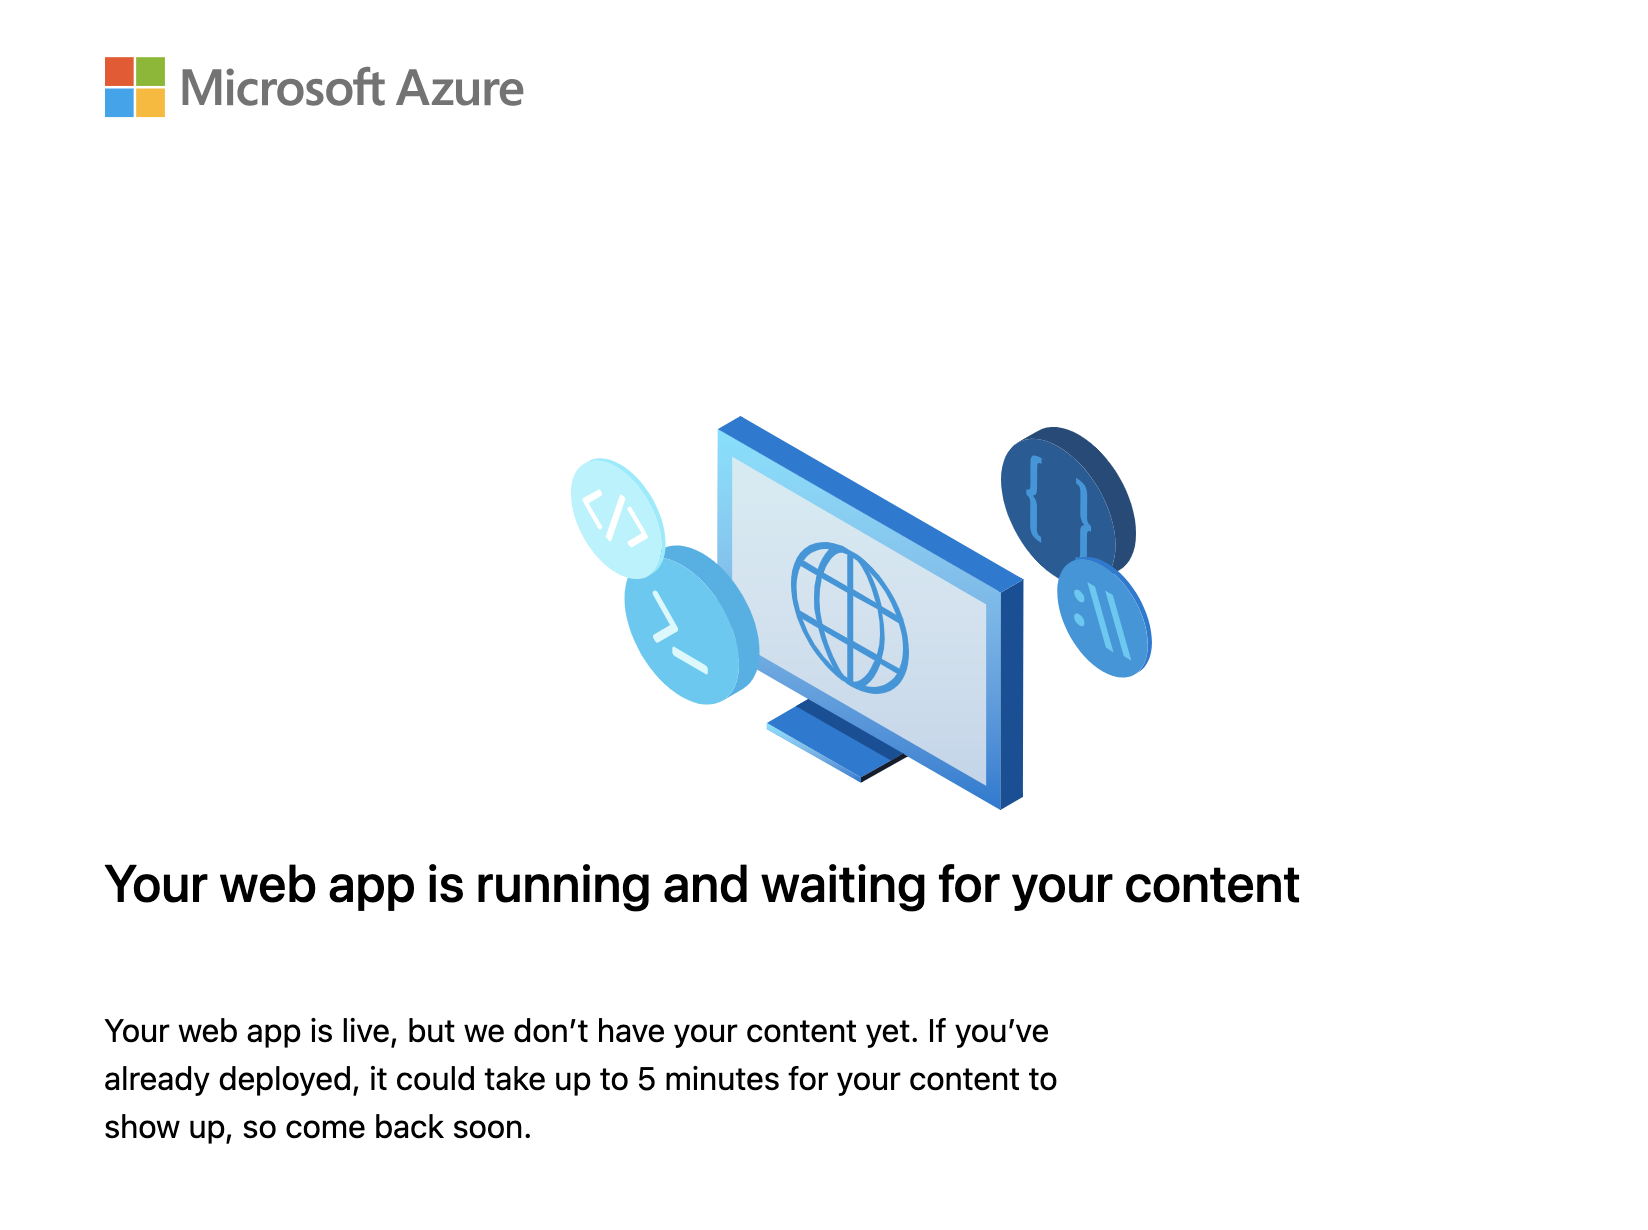 Microsoft Azure
</>
>_
{ }
:\\
Your web app is running and waiting for your content
Your web app is live, but we don’t have your content yet. If you’ve
already deployed, it could take up to 5 minutes for your content to
show up, so come back soon.